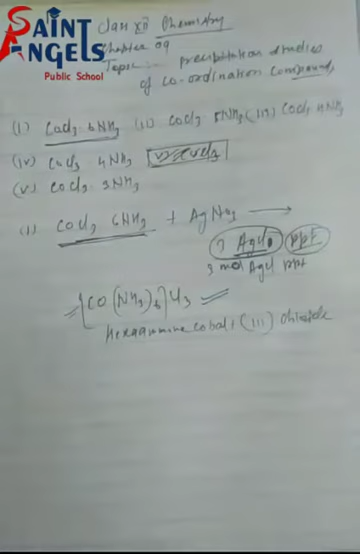 SAINT
ANGELS
Public School
Class XII Chemistry
Chapter 09
Topic :- precipitation studies
of co-ordination compounds
(i) CoCl3 6NH3 (ii) CoCl3 5NH3 (iii) CoCl3 4NH3
(iv) CoCl3 4NH3
(v) CoCl3 3NH3
(i) CoCl3 6NH3 + AgNO3 →
3 AgCl ppt
3 mol AgCl ppt
[CO(NH3)6]Cl3
Hexaammine cobalt (III) chloride